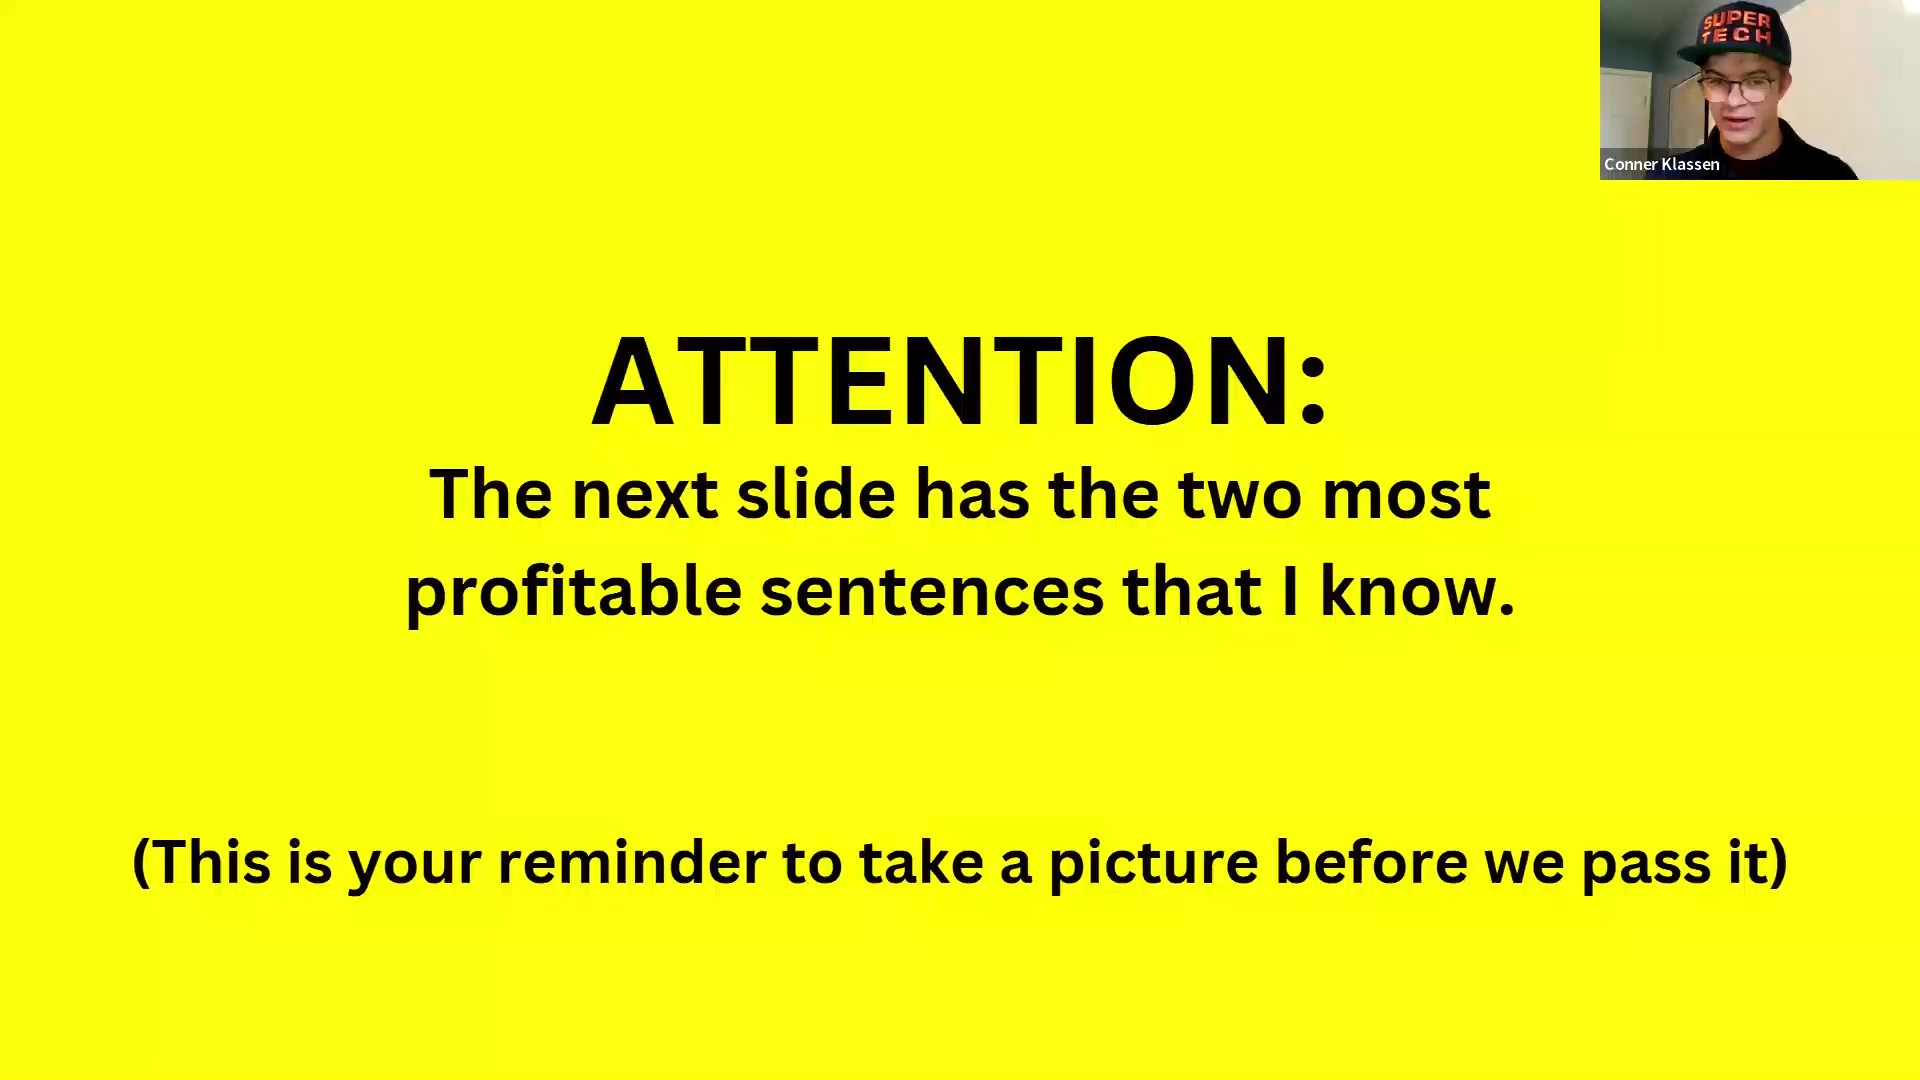 SUPER
TECH
Conner Klassen
ATTENTION:
The next slide has the two most
profitable sentences that I know.
(This is your reminder to take a picture before we pass it)